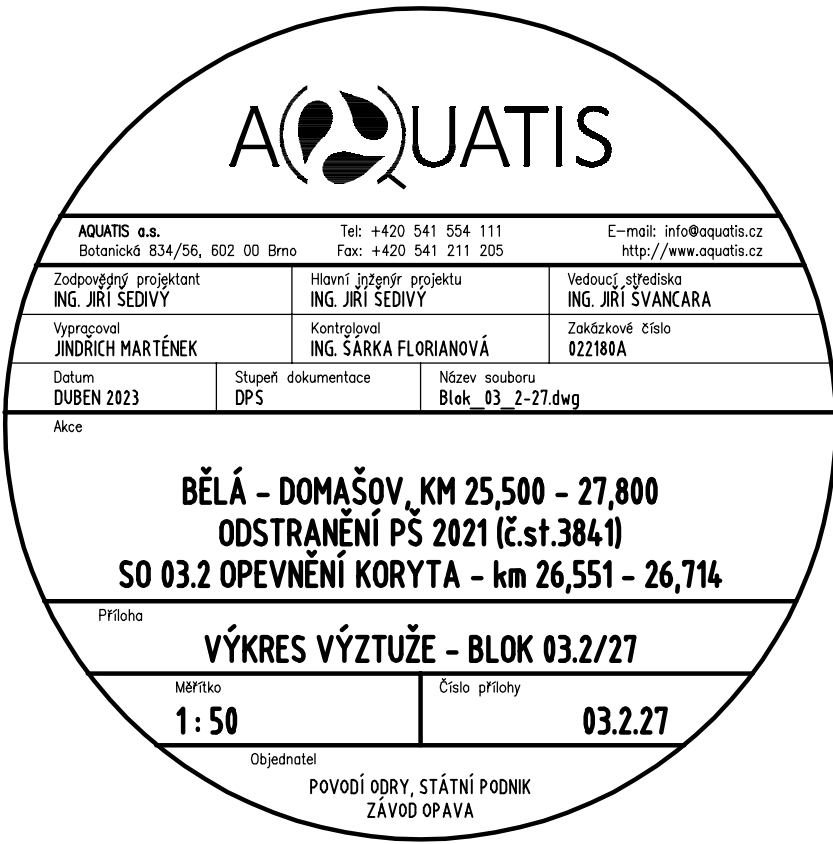 AQUATIS
AQUATIS a.s. Tel: +420 541 554 111 E-mail: info@aquatis.cz
Botanická 834/56, 602 00 Brno Fax: +420 541 211 205 http://www.aquatis.cz
Zodpovědný projektant Hlavní inženýr projektu Vedoucí střediska
ING. JIŘÍ ŠEDIVÝ ING. JIŘÍ ŠEDIVÝ ING. JIŘÍ ŠVANCARA
Vypracoval Kontroloval Zakázkové číslo
JINDŘICH MARTÉNEK ING. ŠÁRKA FLORIANOVÁ 022180A
Datum Stupeň dokumentace Název souboru
DUBEN 2023 DPS Blok_03_2-27.dwg
Akce
BĚLÁ - DOMAŠOV, KM 25,500 - 27,800
ODSTRANĚNÍ PŠ 2021 (č.st.3841)
SO 03.2 OPEVNĚNÍ KORYTA - km 26,551 - 26,714
Příloha
VÝKRES VÝZTUŽE - BLOK 03.2/27
Měřítko Číslo přílohy
1 : 50 03.2.27
Objednatel
POVODÍ ODRY, STÁTNÍ PODNIK
ZÁVOD OPAVA